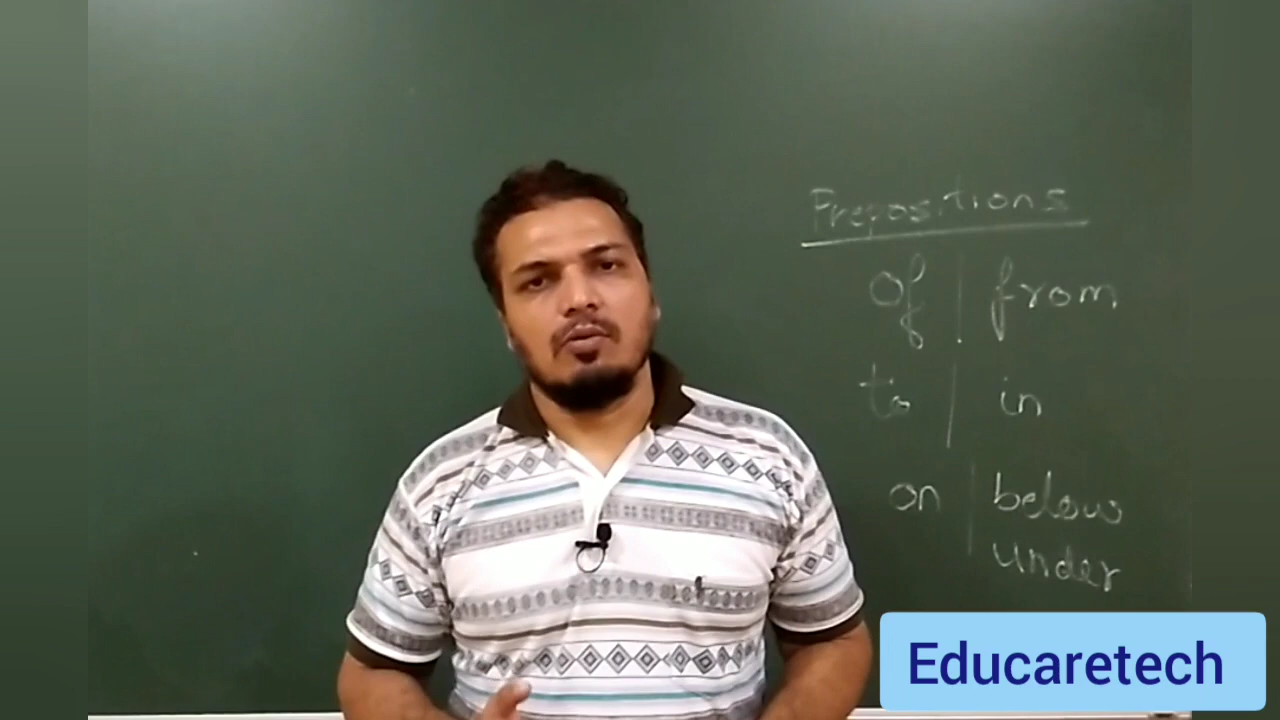 Prepositions
of | from
to | in
on | below
under
Educaretech